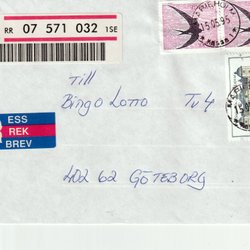 RR 07 571 032 1SE
Till
Bingo Lotto TV4
ESS
REK
BREV
402 62 GÖTEBORG